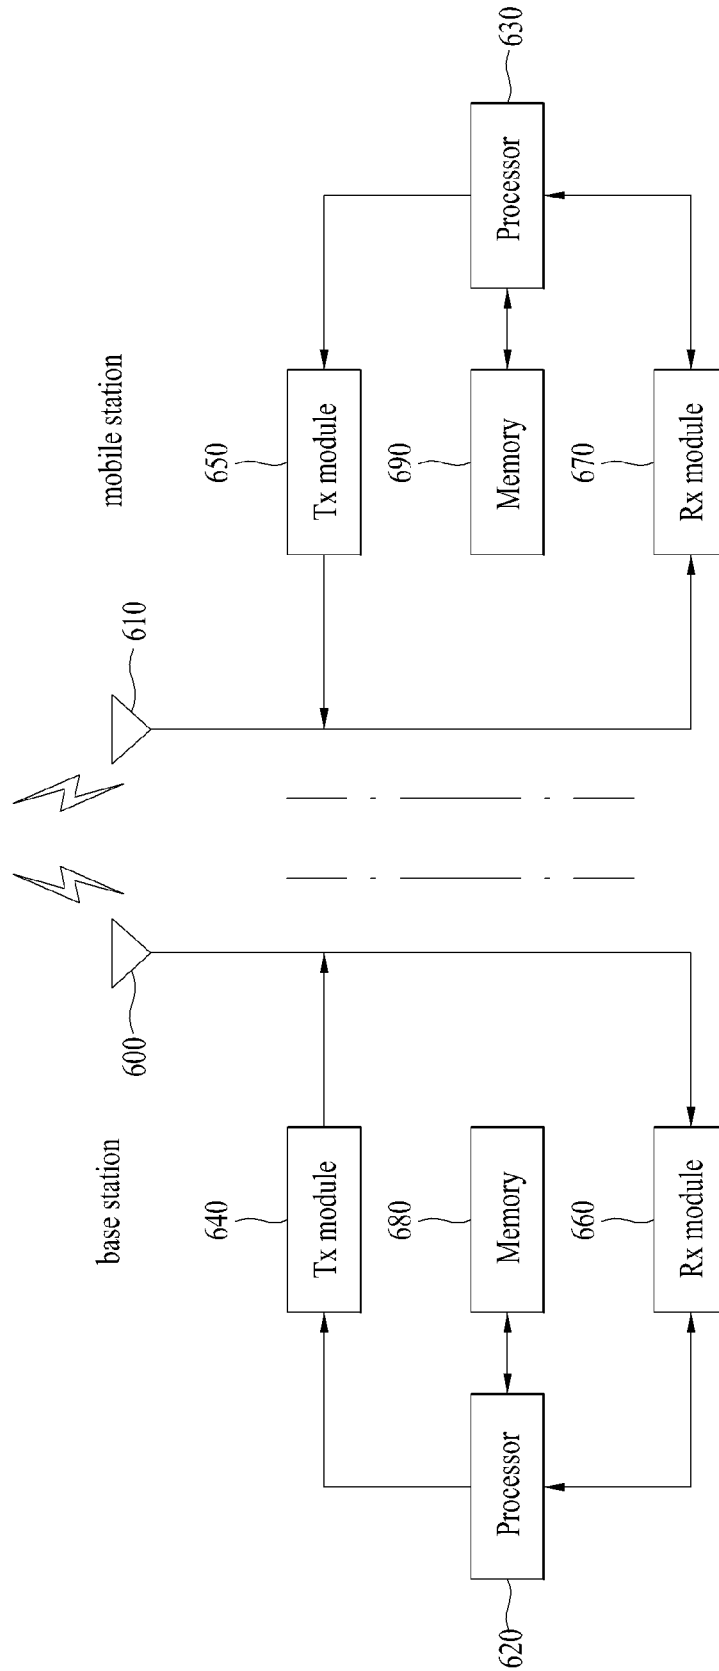 base station
mobile station
600
610
640
Tx module
650
Tx module
620
Processor
680
Memory
690
Memory
630
Processor
660
Rx module
670
Rx module